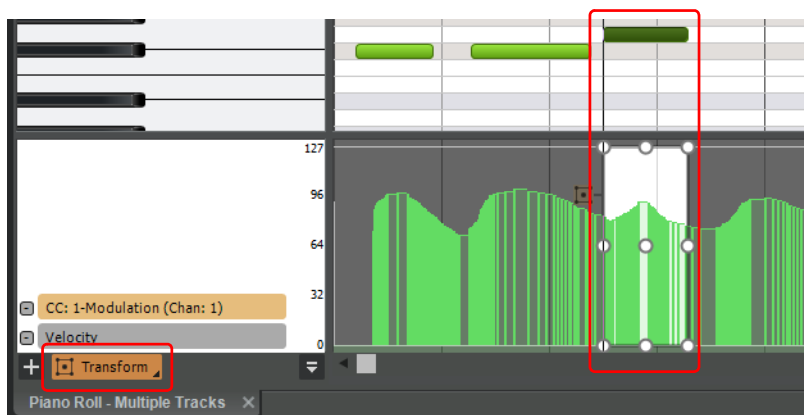 127
96
64
32
CC: 1-Modulation (Chan: 1)
Velocity
0
Transform
Piano Roll - Multiple Tracks